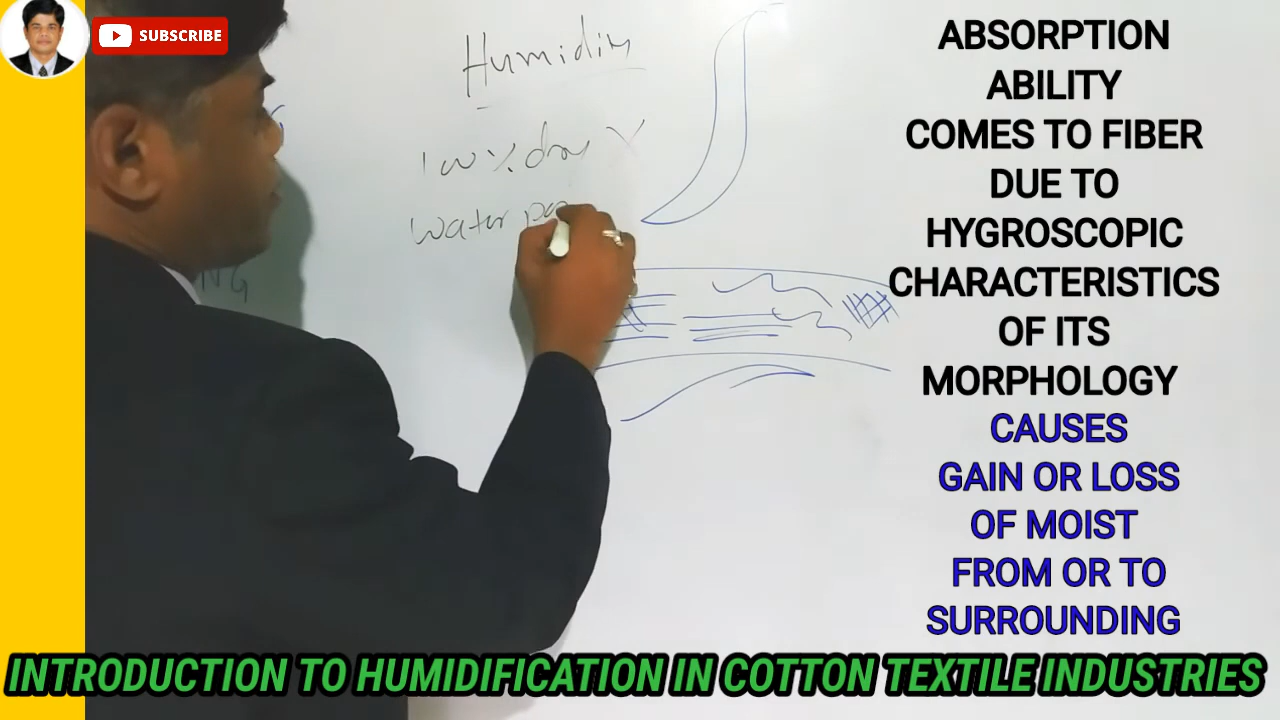 SUBSCRIBE
Humidity
100% dry
Water
NG
ABSORPTION
ABILITY
COMES TO FIBER
DUE TO
HYGROSCOPIC
CHARACTERISTICS
OF ITS
MORPHOLOGY
CAUSES
GAIN OR LOSS
OF MOIST
FROM OR TO
SURROUNDING
INTRODUCTION TO HUMIDIFICATION IN COTTON TEXTILE INDUSTRIES